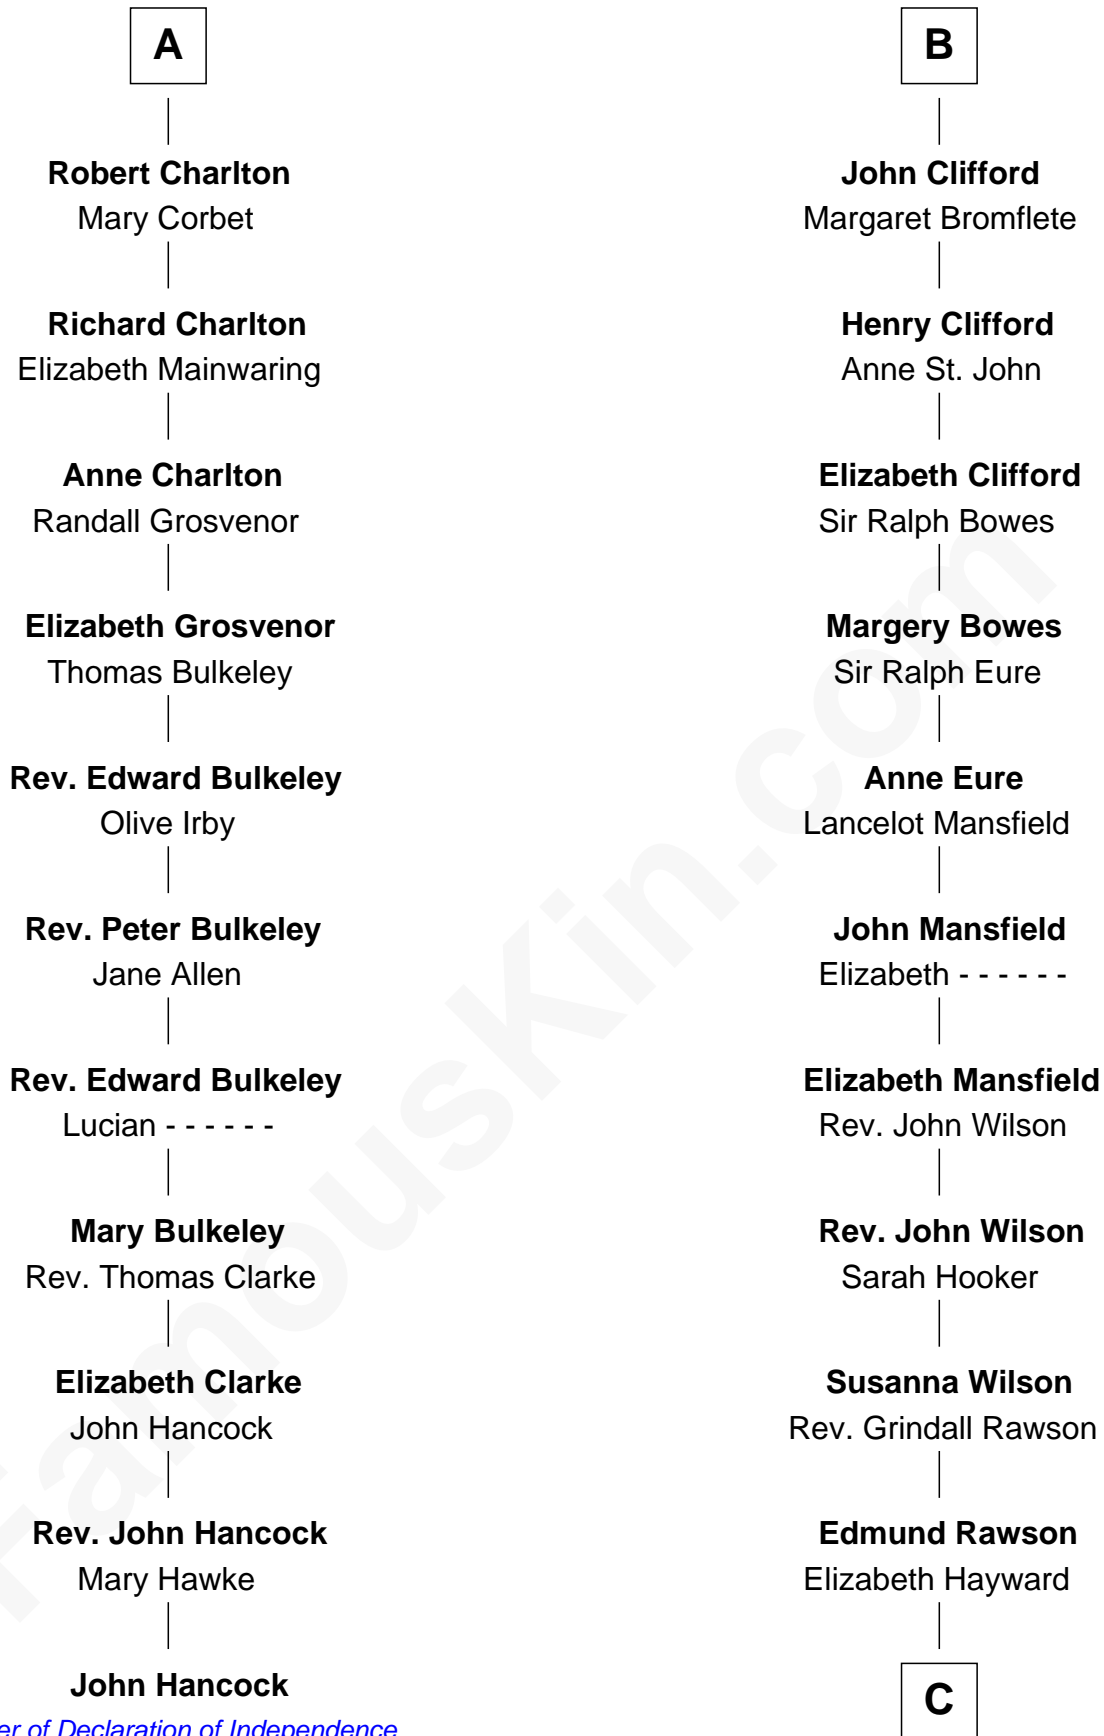 A
Robert Charlton
Mary Corbet
Richard Charlton
Elizabeth Mainwaring
Anne Charlton
Randall Grosvenor
Elizabeth Grosvenor
Thomas Bulkeley
Rev. Edward Bulkeley
Olive Irby
Rev. Peter Bulkeley
Jane Allen
Rev. Edward Bulkeley
Lucian - - - - - -
Mary Bulkeley
Rev. Thomas Clarke
Elizabeth Clarke
John Hancock
Rev. John Hancock
Mary Hawke
John Hancock
er of Declaration of Independence
B
John Clifford
Margaret Bromflete
Henry Clifford
Anne St. John
Elizabeth Clifford
Sir Ralph Bowes
Margery Bowes
Sir Ralph Eure
Anne Eure
Lancelot Mansfield
John Mansfield
Elizabeth - - - - - -
Elizabeth Mansfield
Rev. John Wilson
Rev. John Wilson
Sarah Hooker
Susanna Wilson
Rev. Grindall Rawson
Edmund Rawson
Elizabeth Hayward
C
FamousKin.com